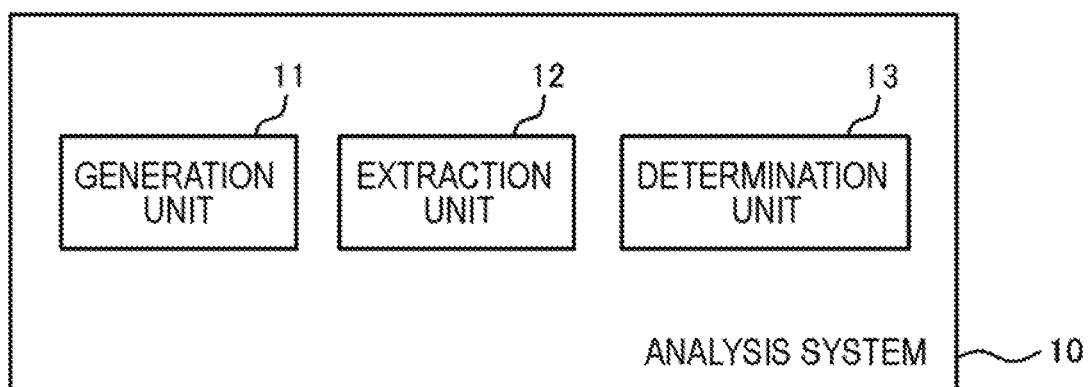 11
12
13
GENERATION
UNIT
EXTRACTION
UNIT
DETERMINATION
UNIT
ANALYSIS SYSTEM
10